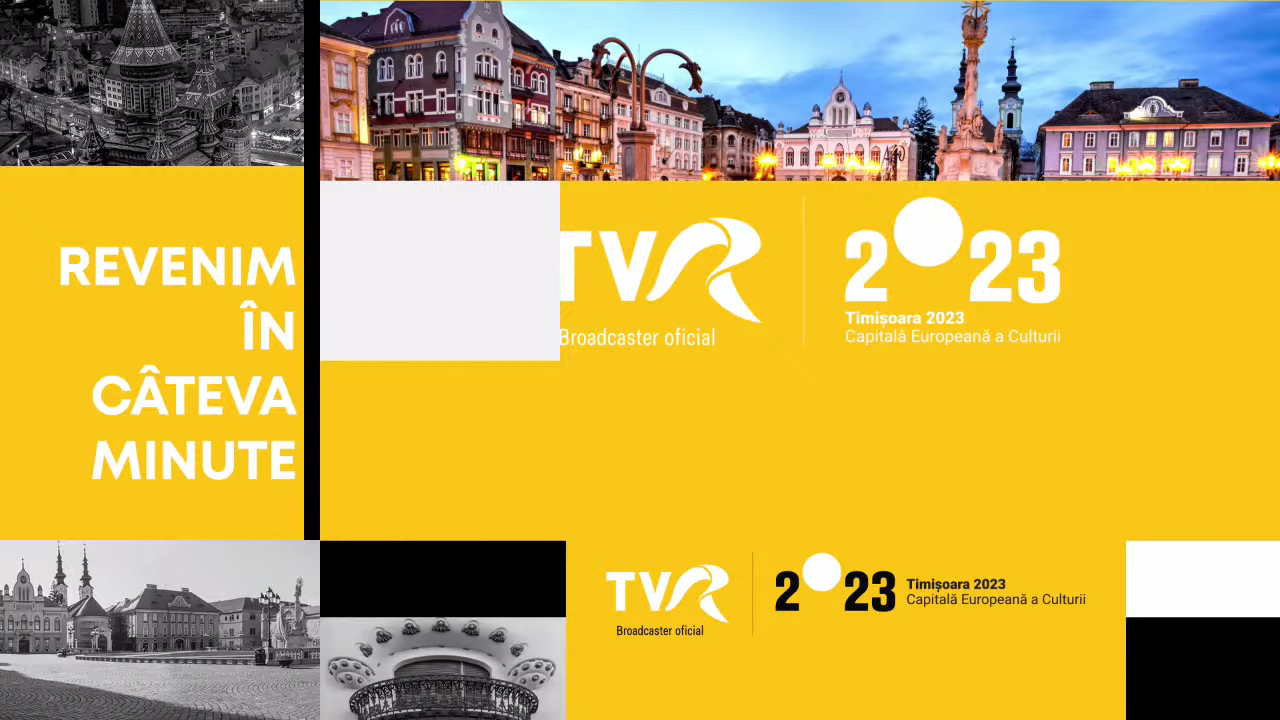 REVENIM
ÎN
CÂTEVA
MINUTE
TVR
Broadcaster oficial
2023
Timișoara 2023
Capitală Europeană a Culturii
TVR
Broadcaster oficial
2023
Timișoara 2023
Capitală Europeană a Culturii